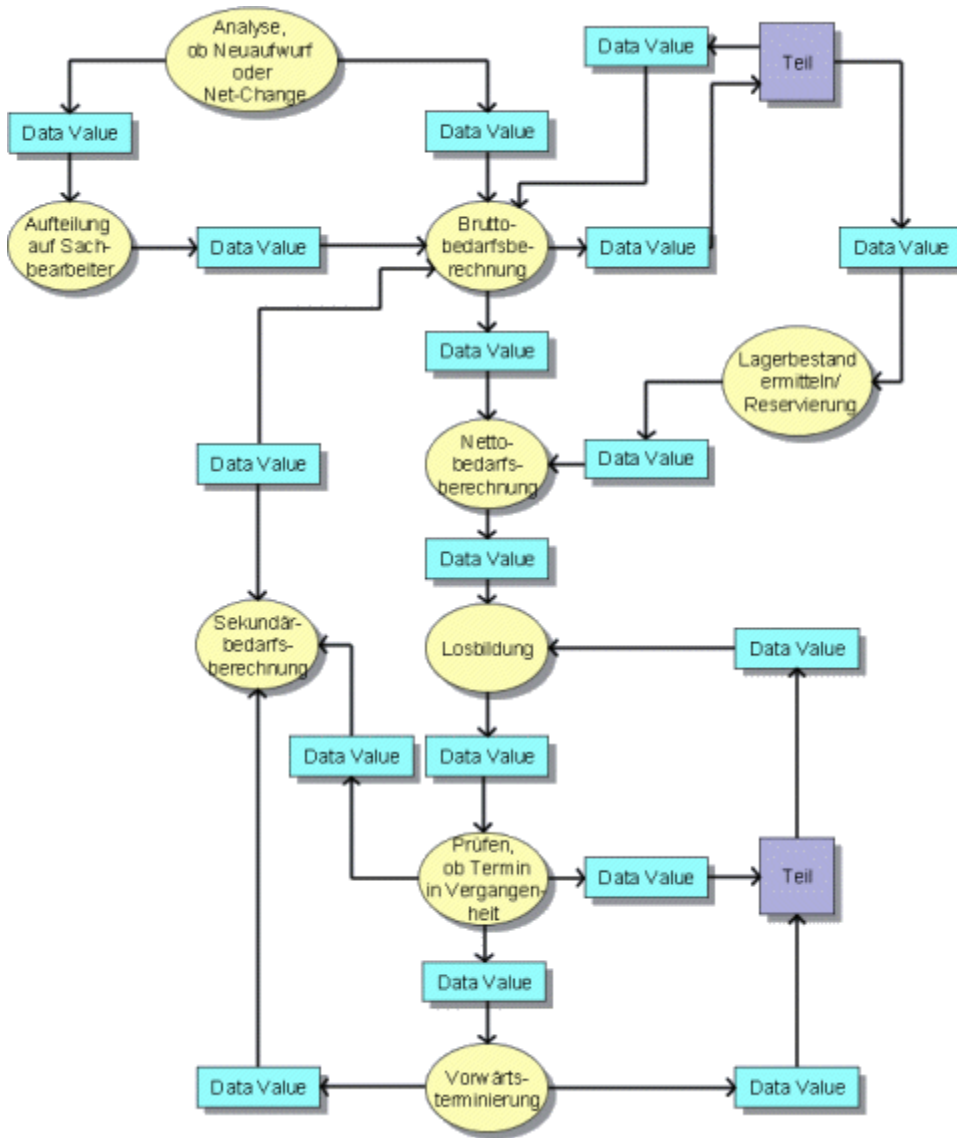 Analyse,
ob Neuaufwurf
oder
Net-Change
Data Value
Teil
Data Value
Data Value
Aufteilung
auf Sach-
bearbeiter
Data Value
Brutto-
bedarfsbe-
rechnung
Data Value
Data Value
Data Value
Lagerbestand
ermitteln/
Reservierung
Data Value
Netto-
bedarfs-
berechnung
Data Value
Data Value
Sekundär-
bedarfs-
berechnung
Losbildung
Data Value
Data Value
Data Value
Prüfen,
ob Termin
in Vergangen-
heit
Data Value
Teil
Data Value
Data Value
Vorwärts-
terminierung
Data Value